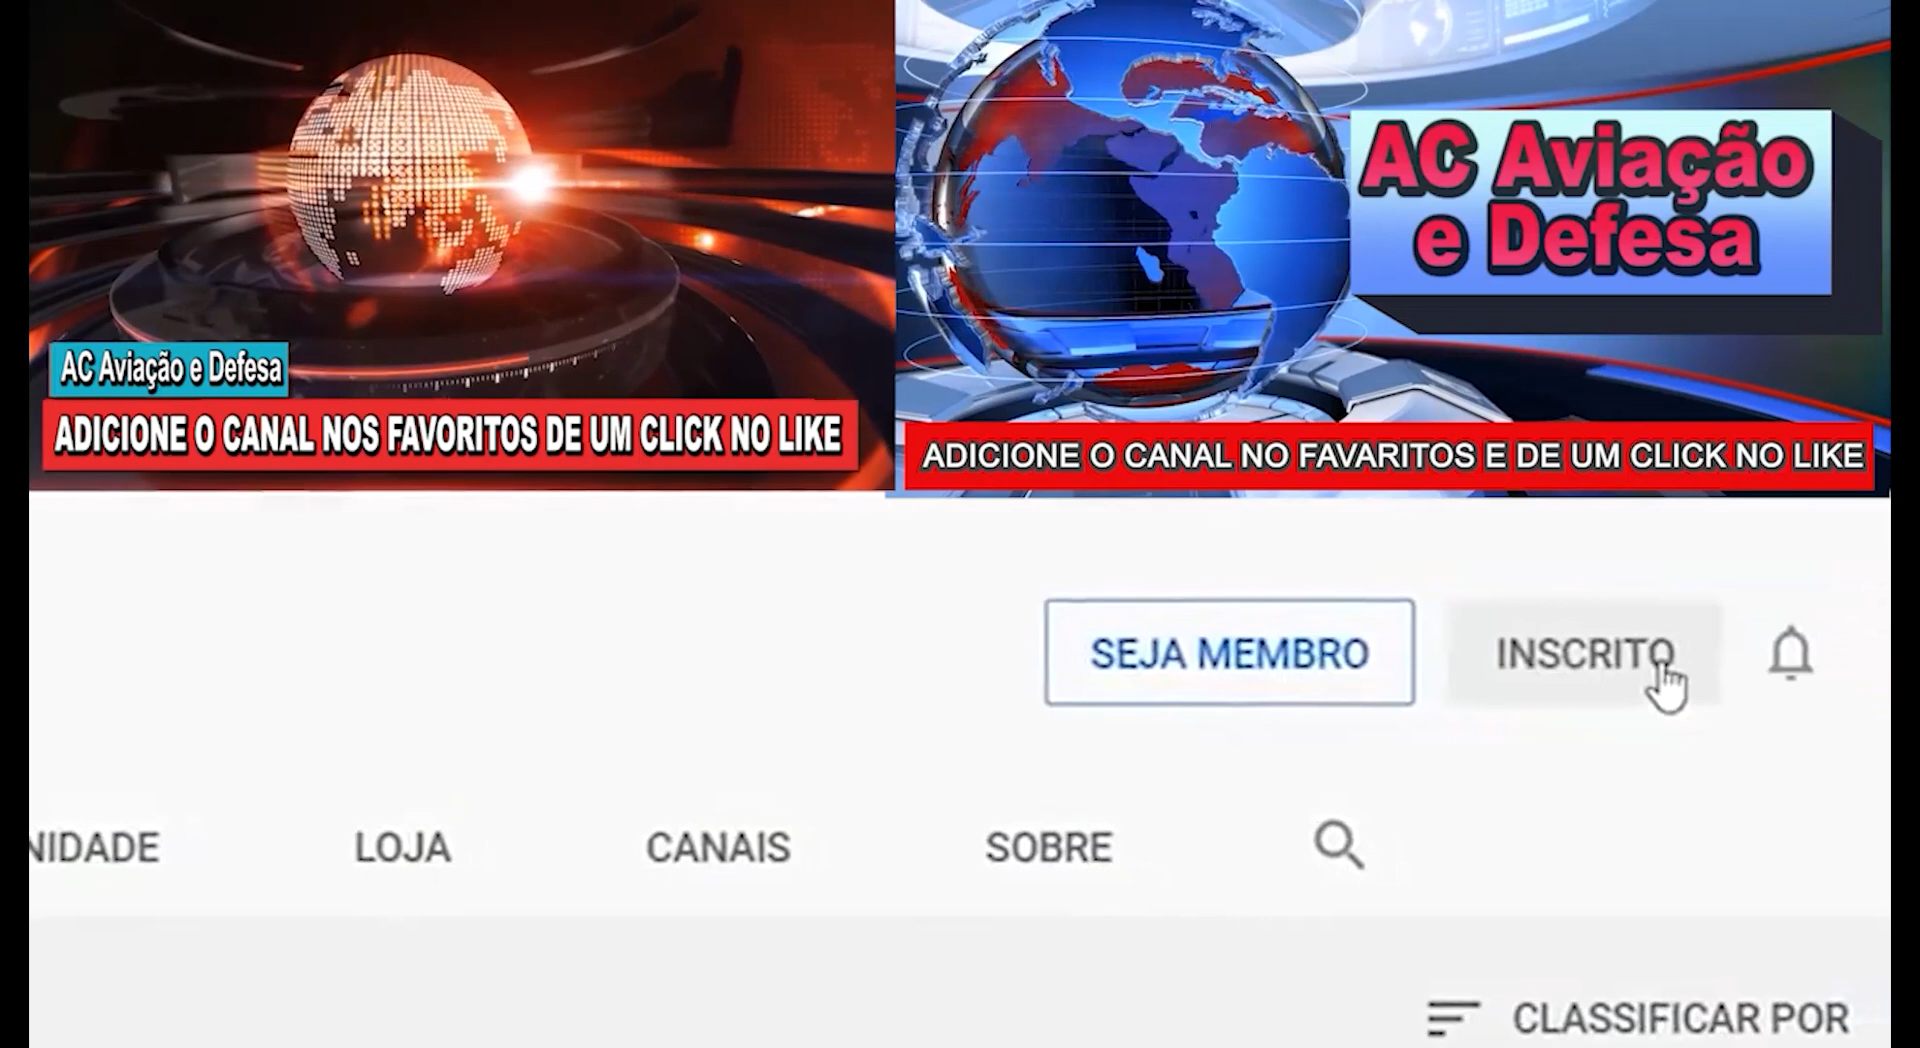 AC Aviação e Defesa
ADICIONE O CANAL NOS FAVORITOS DE UM CLICK NO LIKE
AC Aviação
e Defesa
ADICIONE O CANAL NO FAVARITOS E DE UM CLICK NO LIKE
SEJA MEMBRO
INSCRITO
NIDADE
LOJA
CANAIS
SOBRE
CLASSIFICAR POR